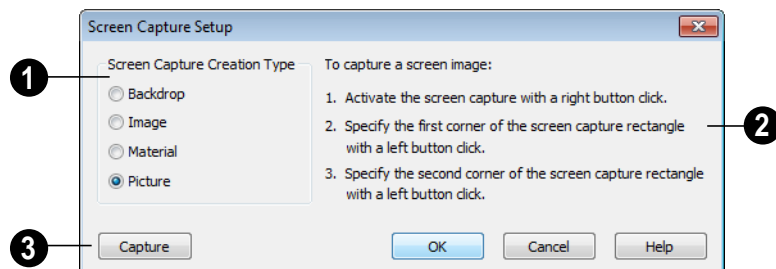 Screen Capture Setup
Screen Capture Creation Type
Backdrop
Image
Material
Picture
To capture a screen image:
1. Activate the screen capture with a right button click.
2. Specify the first corner of the screen capture rectangle
with a left button click.
3. Specify the second corner of the screen capture rectangle
with a left button click.
1
2
3
Capture
OK
Cancel
Help